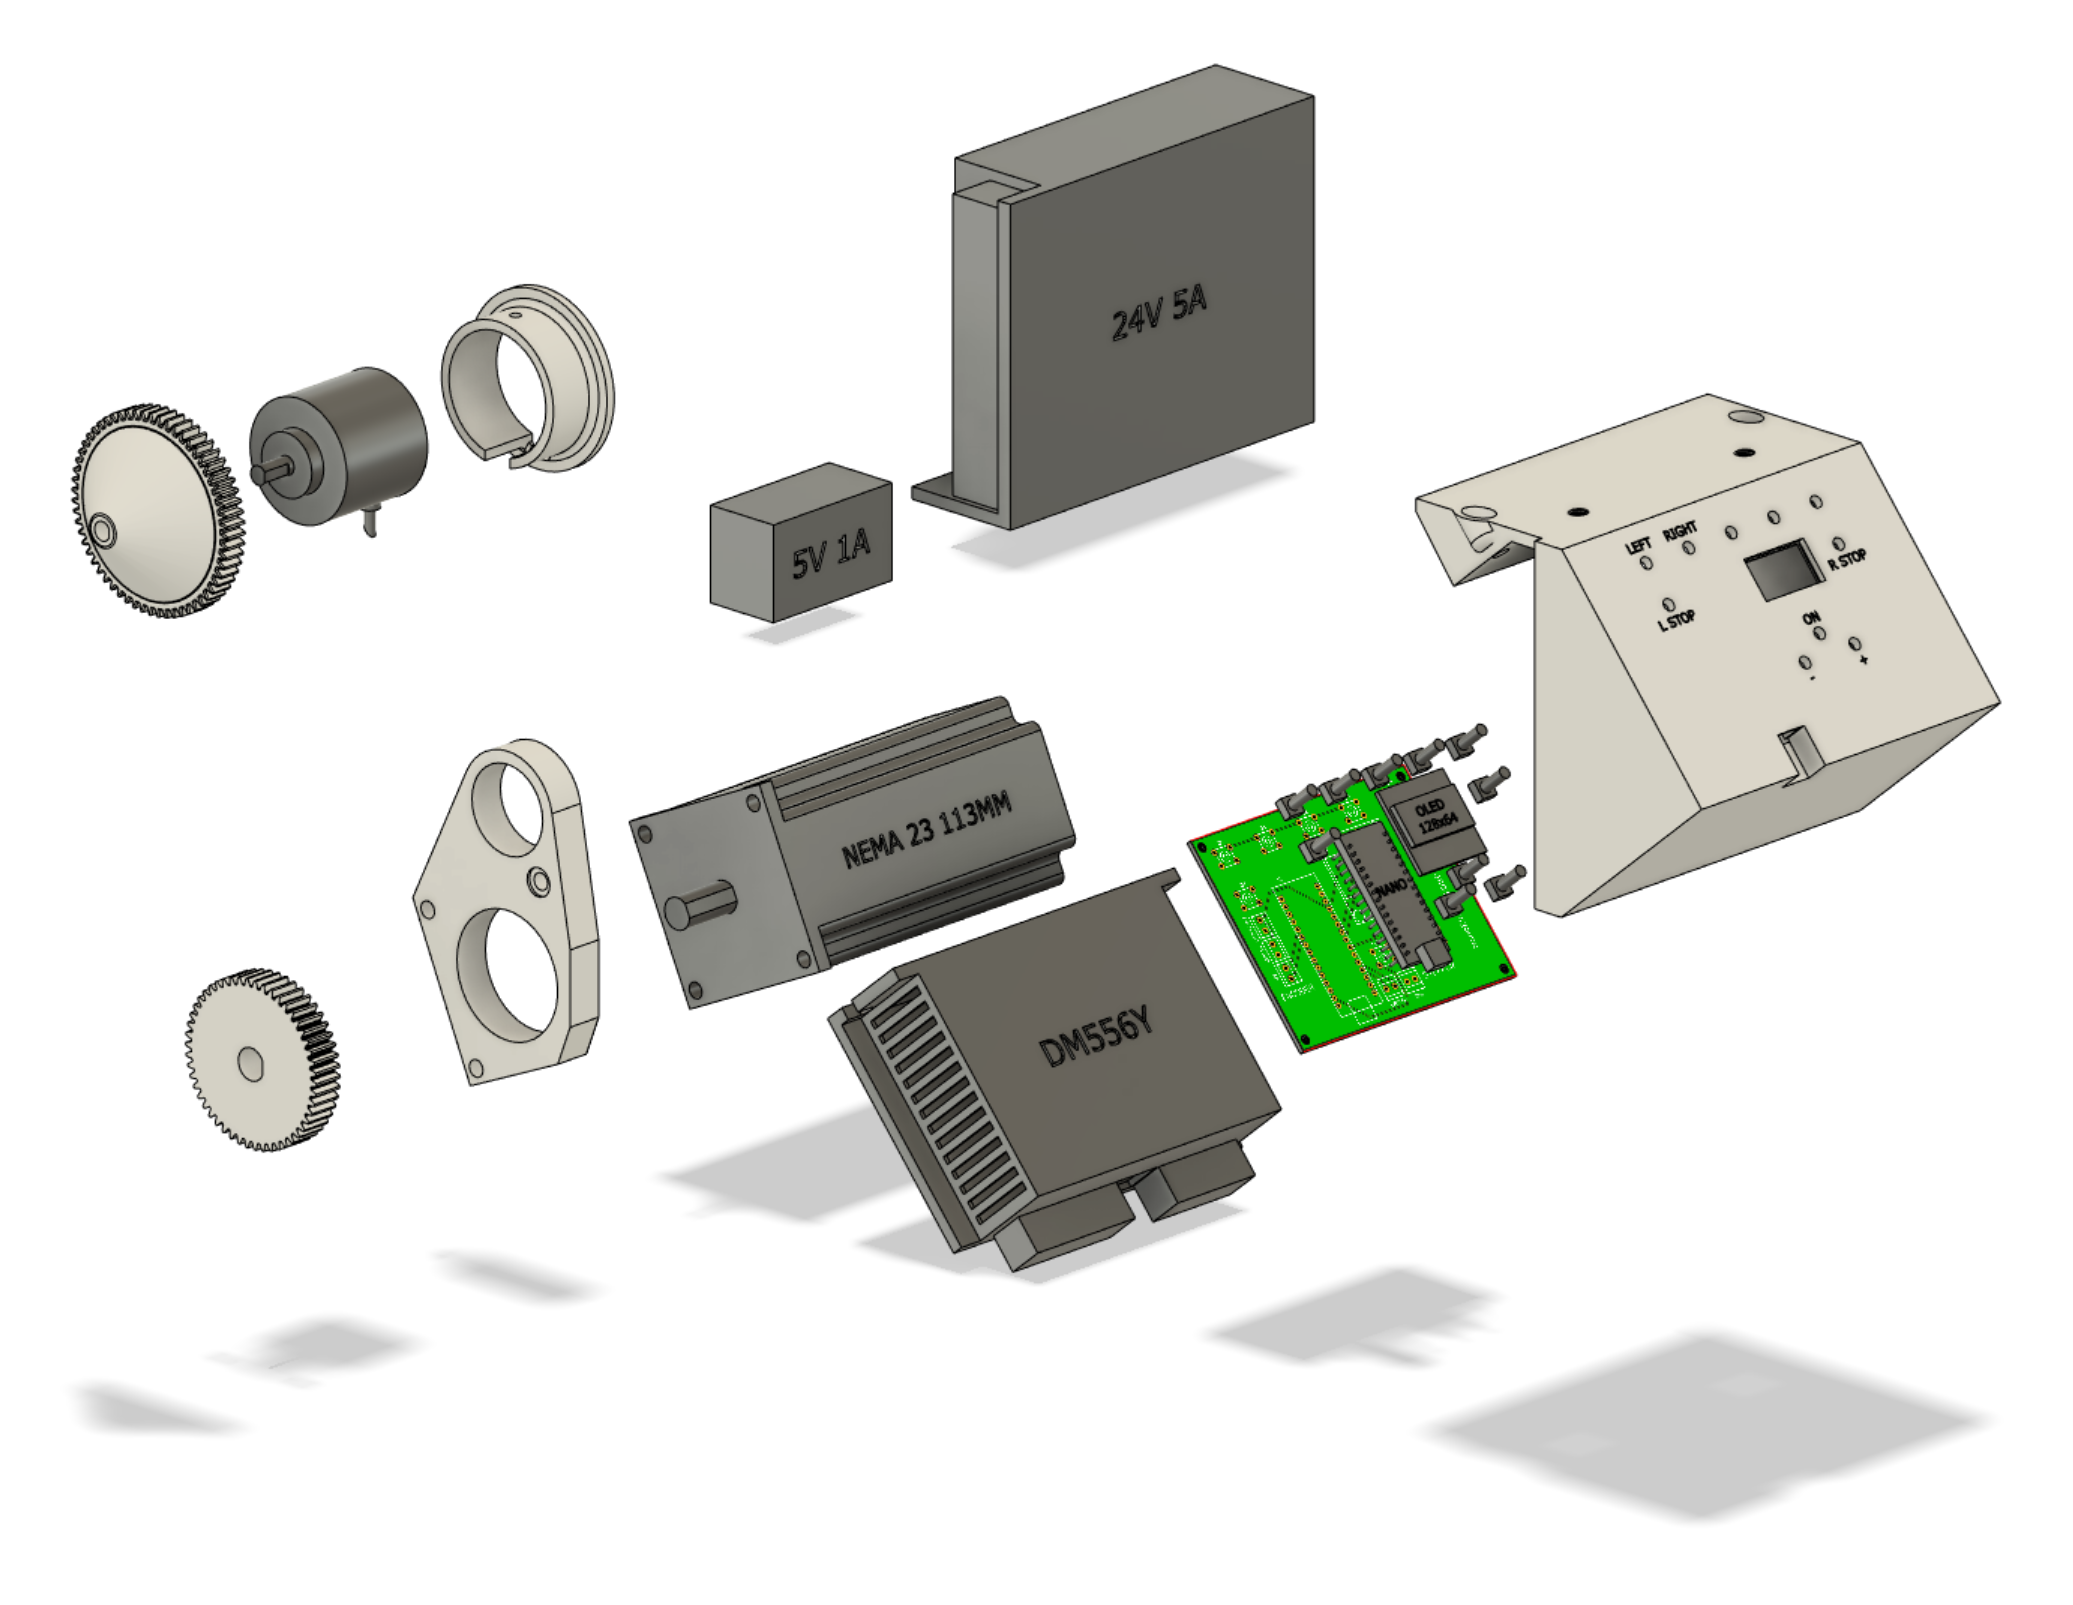 24V 5A
5V 1A
LEFT RIGHT
R STOP
L STOP
ON
- +
NEMA 23 113MM
OLED
128x64
NANO
DM556Y